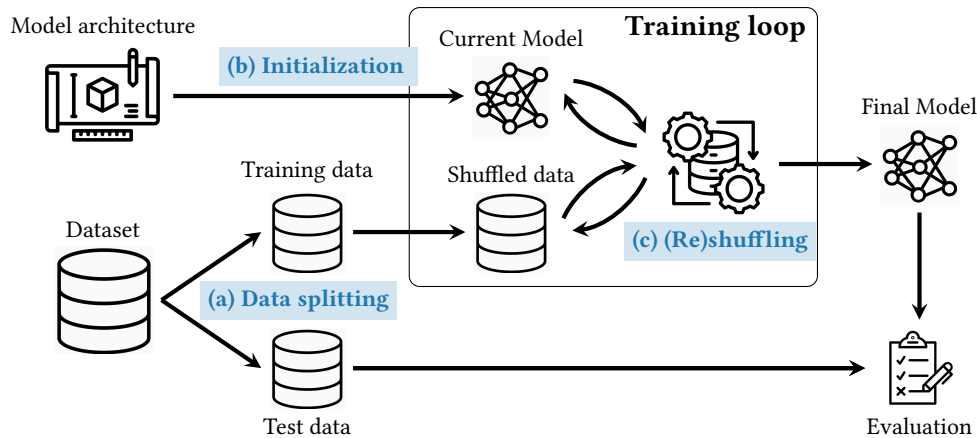 Model architecture
(b) Initialization
Current Model
Training loop
Final Model
Training data
Shuffled data
Dataset
(a) Data splitting
(c) (Re)shuffling
Test data
Evaluation